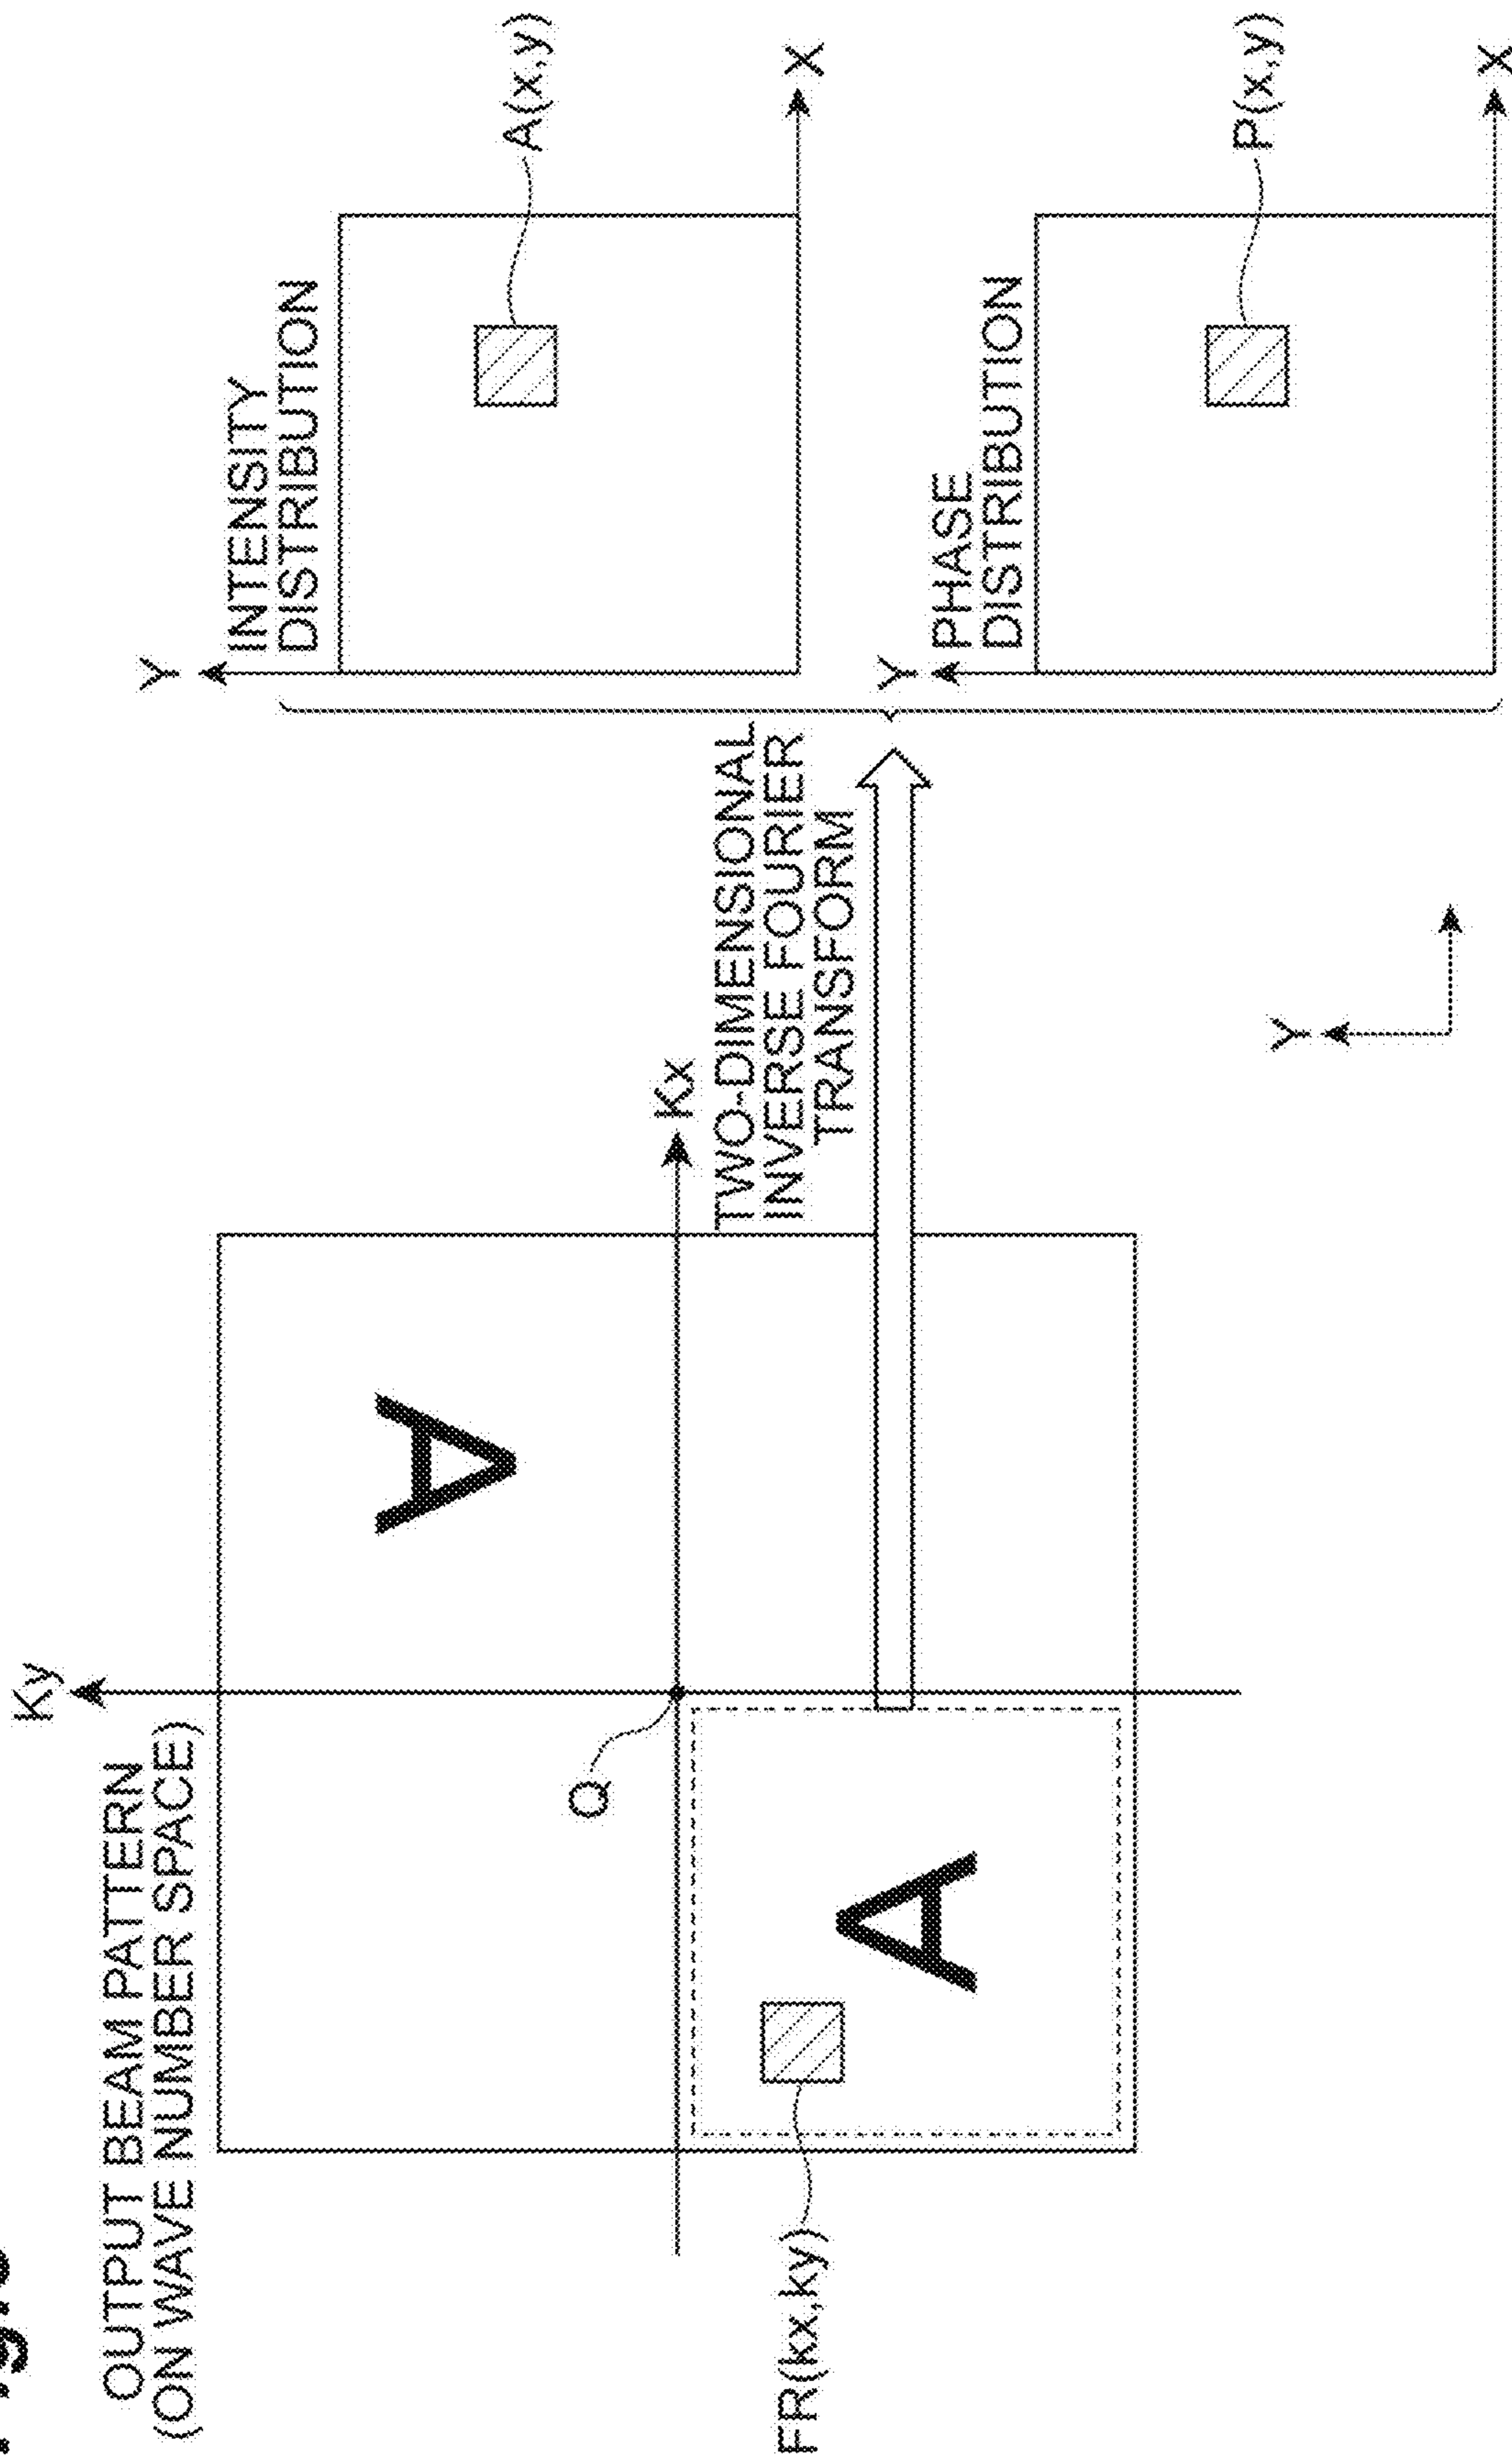 OUTPUT BEAM PATTERN
(ON WAVE NUMBER SPACE)
Ky
Q
Kx
A
A
FR(kx,ky)
TWO-DIMENSIONAL
INVERSE FOURIER
TRANSFORM
Y
INTENSITY
DISTRIBUTION
A(x,y)
X
Y
PHASE
DISTRIBUTION
P(x,y)
X
Y